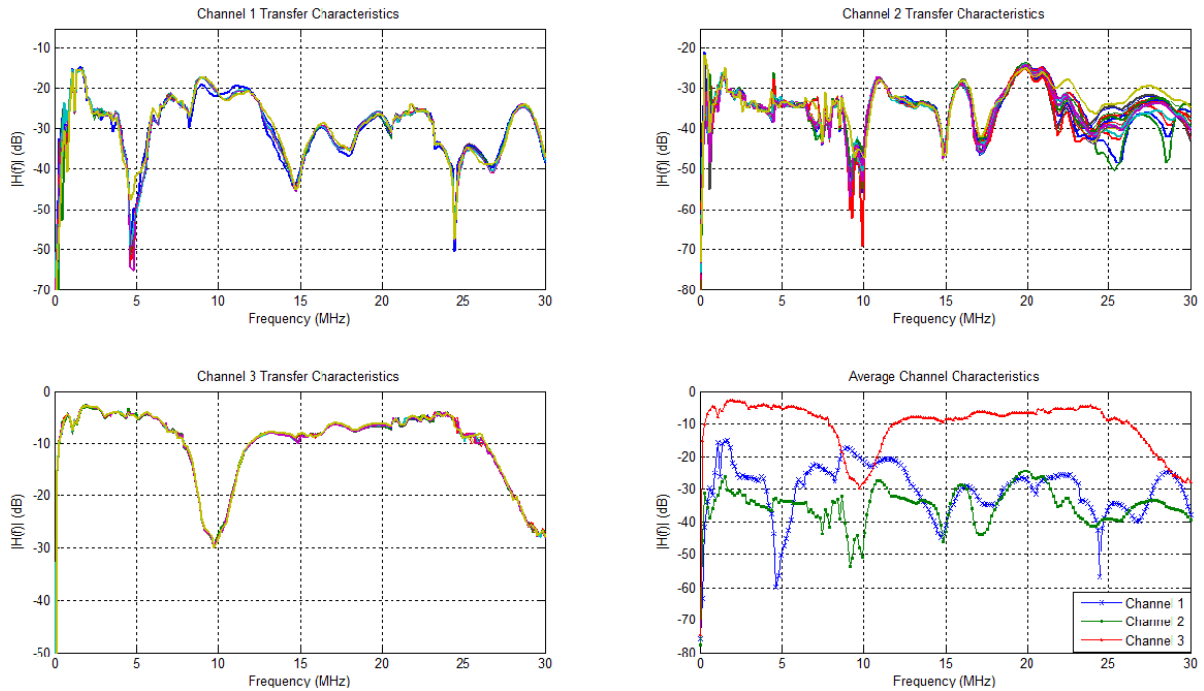 Channel 1 Transfer Characteristics
-10
-20
-30
-40
-50
-60
-70
|H(f)| (dB)
0 5 10 15 20 25 30
Frequency (MHz)
Channel 2 Transfer Characteristics
-20
-30
-40
-50
-60
-70
-80
|H(f)| (dB)
0 5 10 15 20 25 30
Frequency (MHz)
Channel 3 Transfer Characteristics
0
-10
-20
-30
-40
-50
|H(f)| (dB)
0 5 10 15 20 25 30
Frequency (MHz)
Average Channel Characteristics
0
-10
-20
-30
-40
-50
-60
-70
-80
|H(f)| (dB)
0 5 10 15 20 25 30
Frequency (MHz)
Channel 1
Channel 2
Channel 3